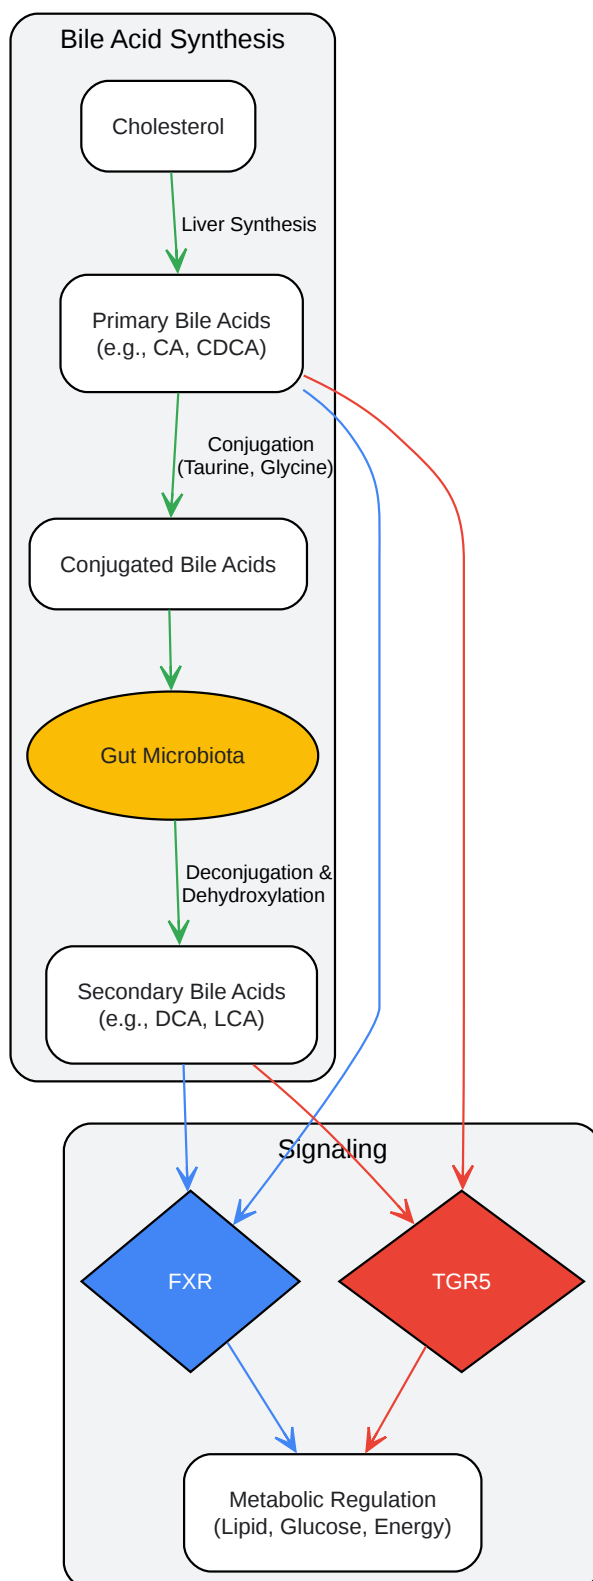 Bile Acid Synthesis
Cholesterol
Liver Synthesis
Primary Bile Acids
(e.g., CA, CDCA)
Conjugation
(Taurine, Glycine)
Conjugated Bile Acids
Gut Microbiota
Deconjugation &
Dehydroxylation
Secondary Bile Acids
(e.g., DCA, LCA)
Signaling
FXR
TGR5
Metabolic Regulation
(Lipid, Glucose, Energy)